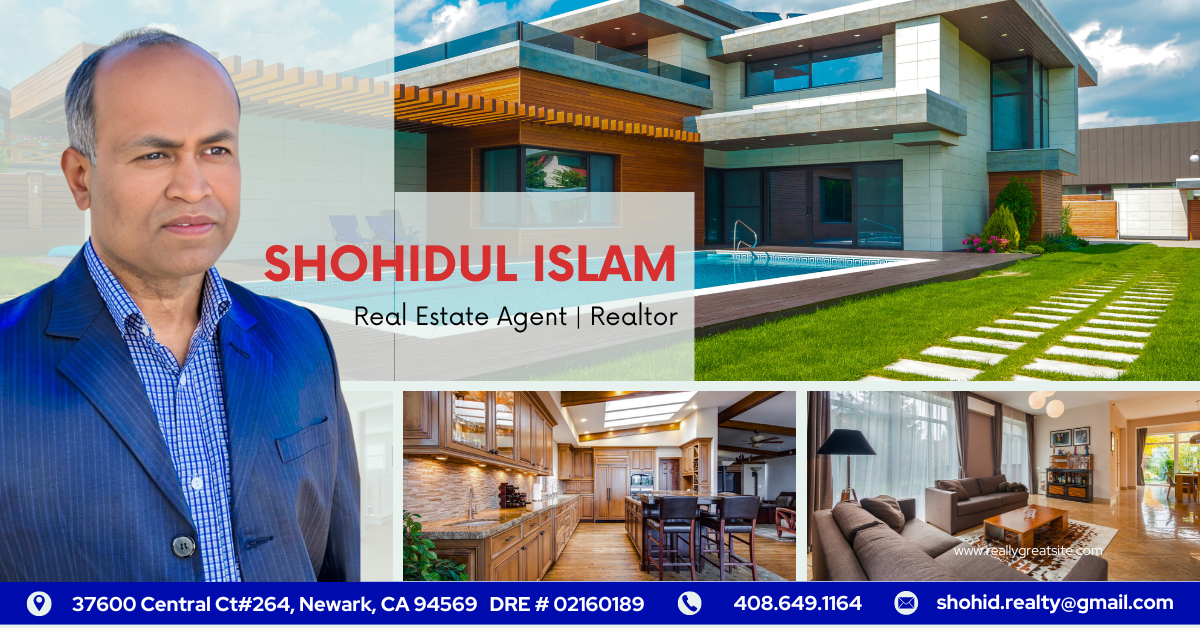 SHOHIDUL ISLAM
Real Estate Agent | Realtor
www.reallygreatsite.com
37600 Central Ct#264, Newark, CA 94569 DRE # 02160189 408.649.1164 shohid.realty@gmail.com